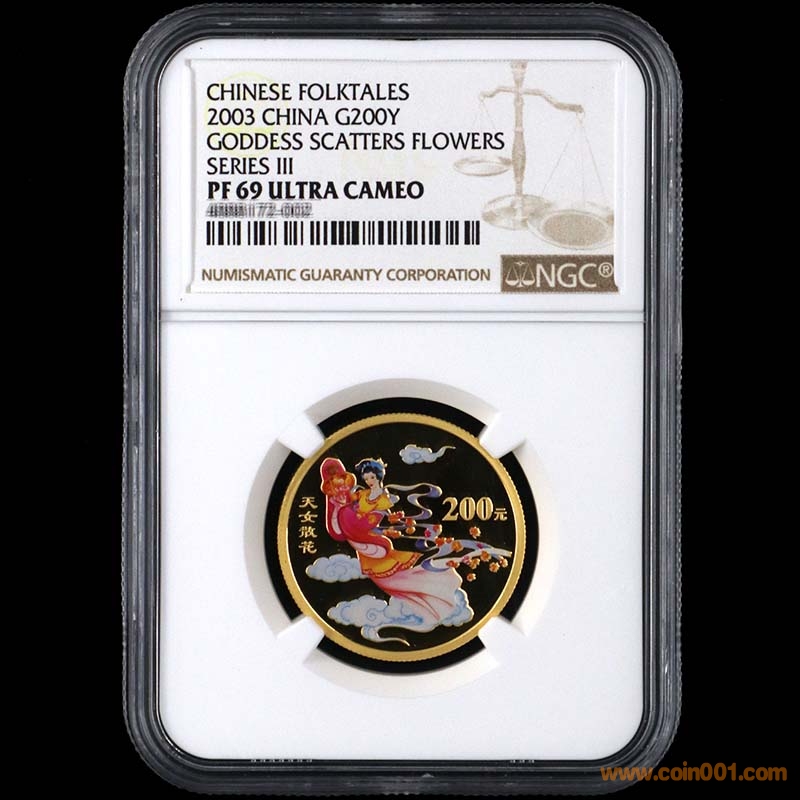 CHINESE FOLKTALES
2003 CHINA G200Y
GODDESS SCATTERS FLOWERS
SERIES III
PF 69 ULTRA CAMEO
NUMISMATIC GUARANTY CORPORATION
NGC®
天女散花
200元
www.coin001.com